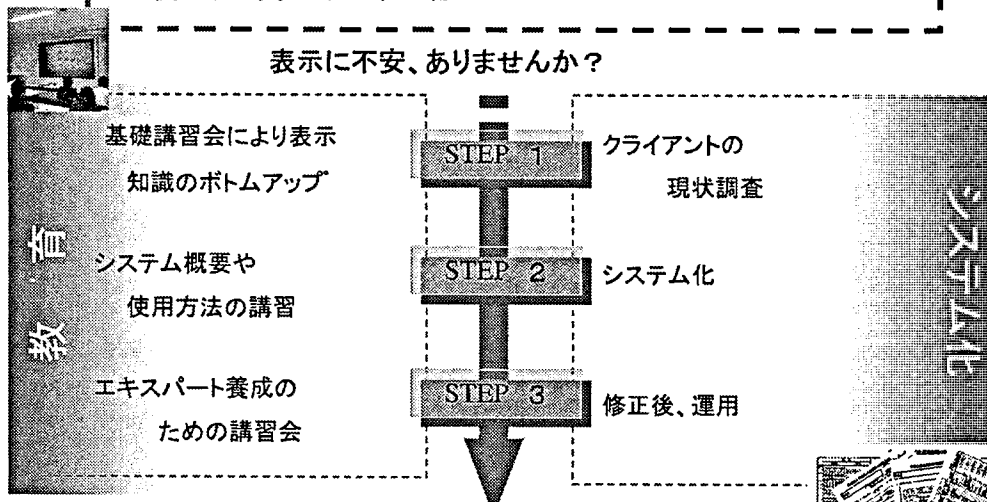 表示に不安、ありませんか？
基礎講習会により表示
知識のボトムアップ
STEP 1
クライアントの
現状調査
教育
システム概要や
使用方法の講習
STEP 2
システム化
システム化
エキスパート養成の
ための講習会
STEP 3
修正後、運用